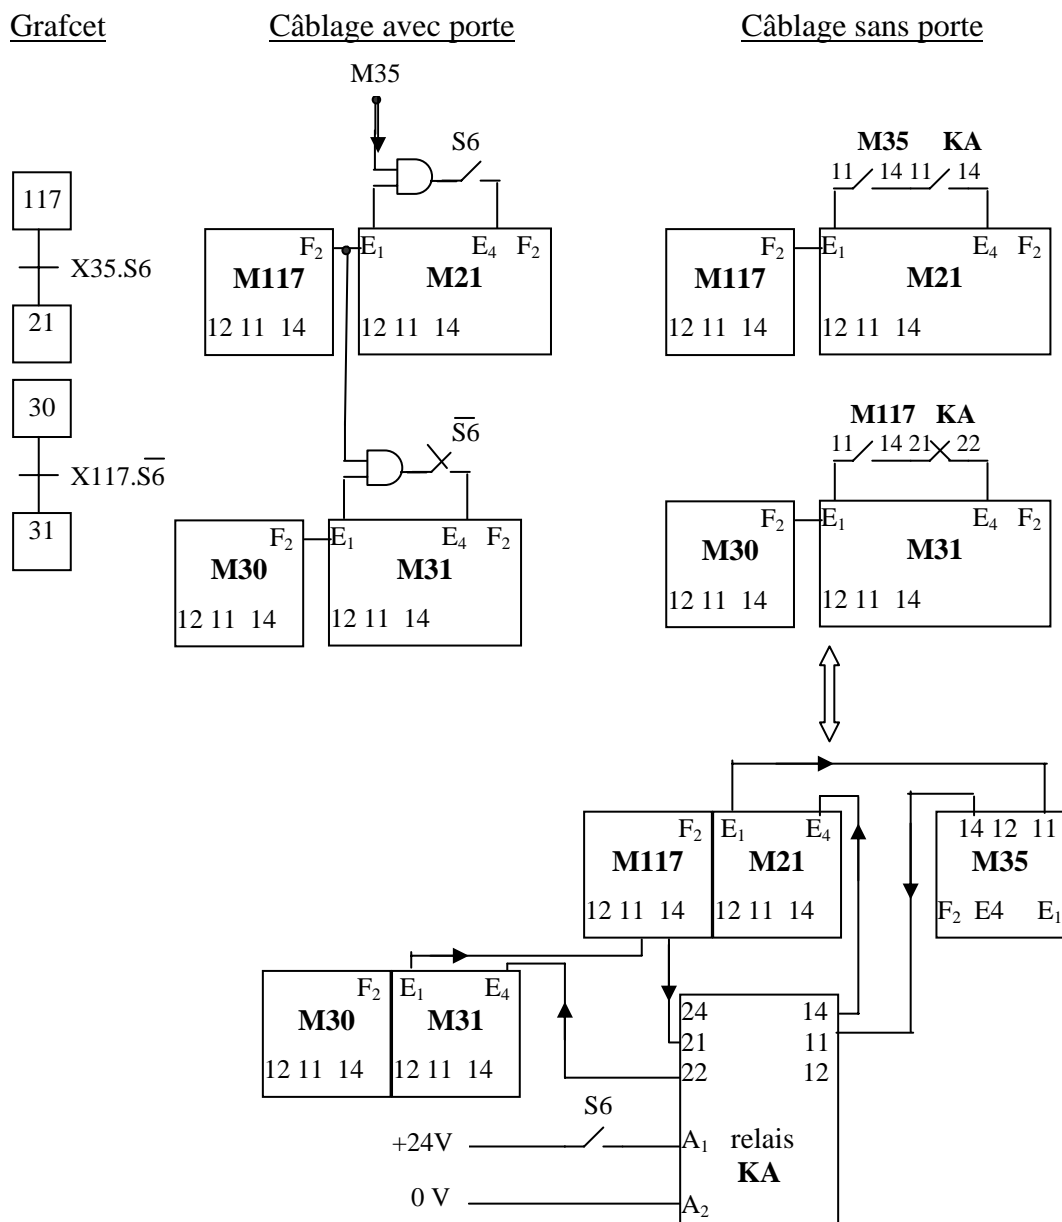 Grafcet
Câblage avec porte
Câblage sans porte
117
X35.S6
21
30
X117.S̅6̅
31
M35
S6
F₂ E₁ E₄ F₂
M117 M21
12 11 14 12 11 14
S̅6̅
F₂ E₁ E₄ F₂
M30 M31
12 11 14 12 11 14
M35 KA
11 14 11 14
F₂ E₁ E₄ F₂
M117 M21
12 11 14 12 11 14
M117 KA
11 14 21 22
F₂ E₁ E₄ F₂
M30 M31
12 11 14 12 11 14
F₂ E₁ E₄ 14 12 11
M117 M21 M35
12 11 14 12 11 14 F₂ E4 E₁
F₂ E₁ E₄
M30 M31
12 11 14 12 11 14
24 14
21 11
22 12
S6
+24V A₁ relais
KA
0 V A₂